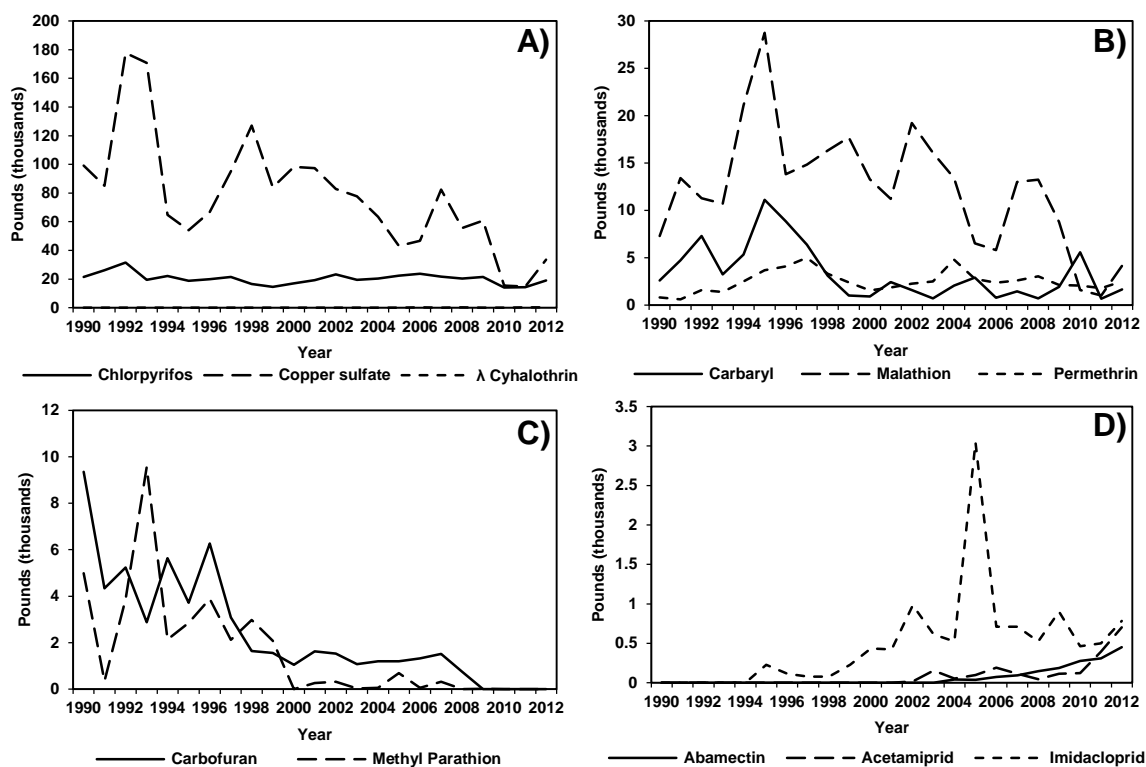 A)
Pounds (thousands)
200
180
160
140
120
100
80
60
40
20
0
1990 1992 1994 1996 1998 2000 2002 2004 2006 2008 2010 2012
Year
Chlorpyrifos Copper sulfate λ Cyhalothrin
B)
Pounds (thousands)
30
25
20
15
10
5
0
1990 1992 1994 1996 1998 2000 2002 2004 2006 2008 2010 2012
Year
Carbaryl Malathion Permethrin
C)
Pounds (thousands)
12
10
8
6
4
2
0
1990 1992 1994 1996 1998 2000 2002 2004 2006 2008 2010 2012
Year
Carbofuran Methyl Parathion
D)
Pounds (thousands)
3.5
3
2.5
2
1.5
1
0.5
0
1990 1992 1994 1996 1998 2000 2002 2004 2006 2008 2010 2012
Year
Abamectin Acetamiprid Imidacloprid